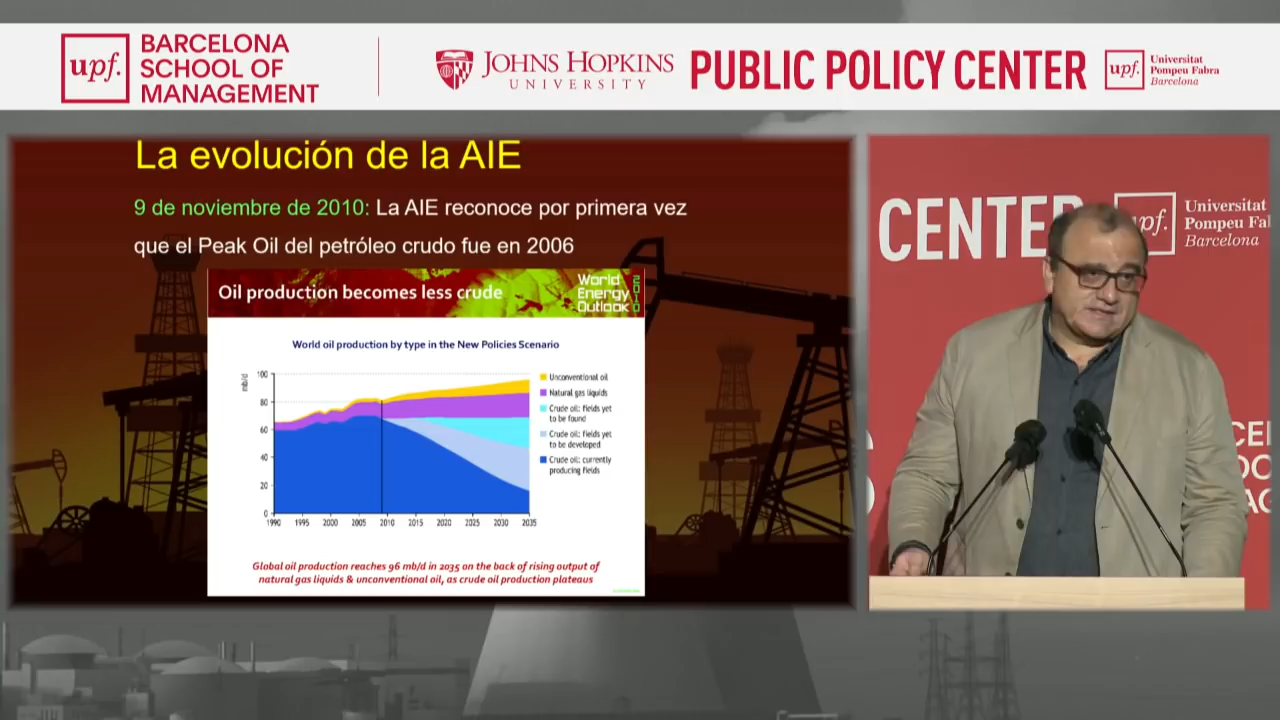 upf.
BARCELONA
SCHOOL OF
MANAGEMENT
JOHNS HOPKINS
UNIVERSITY
PUBLIC POLICY CENTER
upf.
Universitat
Pompeu Fabra
Barcelona
La evolución de la AIE
9 de noviembre de 2010: La AIE reconoce por primera vez
que el Peak Oil del petróleo crudo fue en 2006
Oil production becomes less crude
World
Energy
Outlook
2010
World oil production by type in the New Policies Scenario
mb/d
100
80
60
40
20
0
1990 1995 2000 2005 2010 2015 2020 2025 2030 2035
Unconventional oil
Natural gas liquids
Crude oil: fields yet
to be found
Crude oil: fields yet
to be developed
Crude oil: currently
producing fields
Global oil production reaches 96 mb/d in 2035 on the back of rising output of
natural gas liquids & unconventional oil, as crude oil production plateaus
CENTER
upf.
Universitat
Pompeu Fa
Barcelona
CE
OO
AG